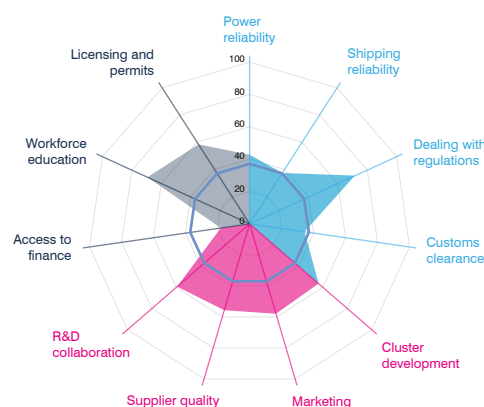 Power
reliability
Licensing and
permits
Shipping
reliability
100
80
60
40
20
0
Workforce
education
Dealing with
regulations
Access to
finance
Customs
clearance
R&D
collaboration
Cluster
development
Supplier quality
Marketing